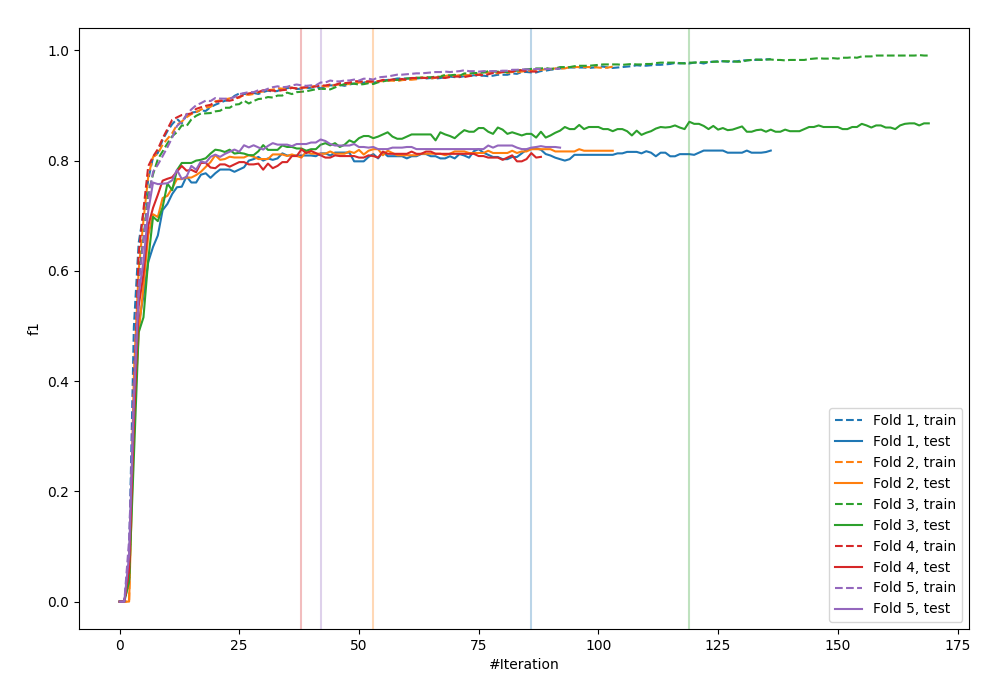 1.0
0.8
0.6
0.4
0.2
0.0
f1
0
25
50
75
100
125
150
175
#Iteration
Fold 1, train
Fold 1, test
Fold 2, train
Fold 2, test
Fold 3, train
Fold 3, test
Fold 4, train
Fold 4, test
Fold 5, train
Fold 5, test